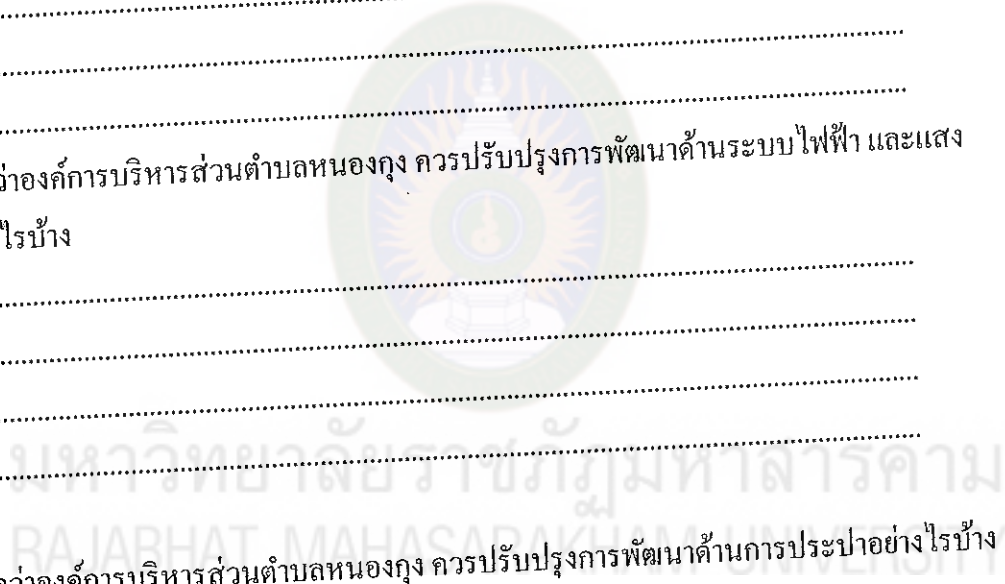 ว่าองค์การบริหารส่วนตำบลหนองกุง ควรปรับปรุงการพัฒนาด้านระบบไฟฟ้า และแสง
ไรบ้าง
มหาวิทยาลัยราชภัฏมหาสารคาม
RAJABHAT MAHASARAKHAM UNIVERSITY
ว่าองค์การบริหารส่วนตำบลหนองกุง ควรปรับปรุงการพัฒนาด้านการประปาอย่างไรบ้าง